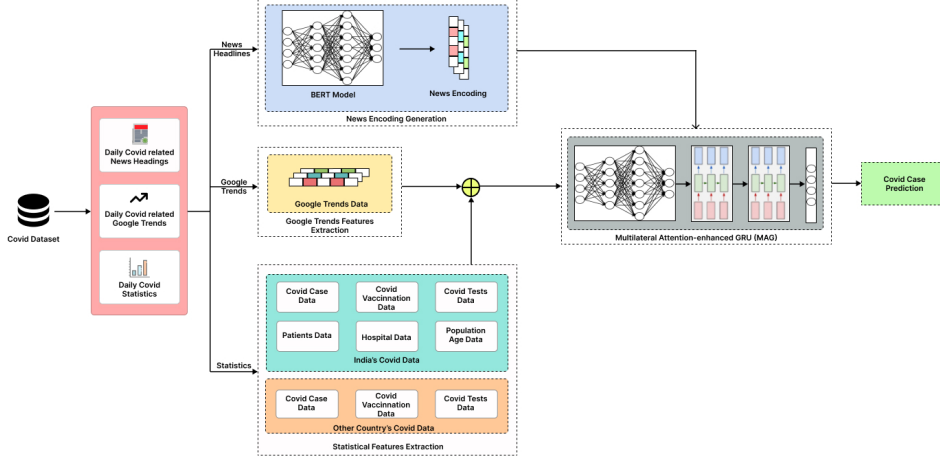 News
Headlines
BERT Model
News Encoding
News Encoding Generation
Daily Covid related
News Headings
Daily Covid related
Google Trends
Daily Covid
Statistics
Covid Dataset
Google
Trends
Google Trends Data
Google Trends Features
Extraction
Statistics
Covid Case
Data
Covid
Vaccinnation
Data
Covid Tests
Data
Patients Data
Hospital Data
Population
Age Data
India's Covid Data
Covid Case
Data
Covid
Vaccinnation
Data
Covid Tests
Data
Other Country's Covid Data
Statistical Features Extraction
Multilateral Attention-enhanced GRU (MAG)
Covid Case
Prediction